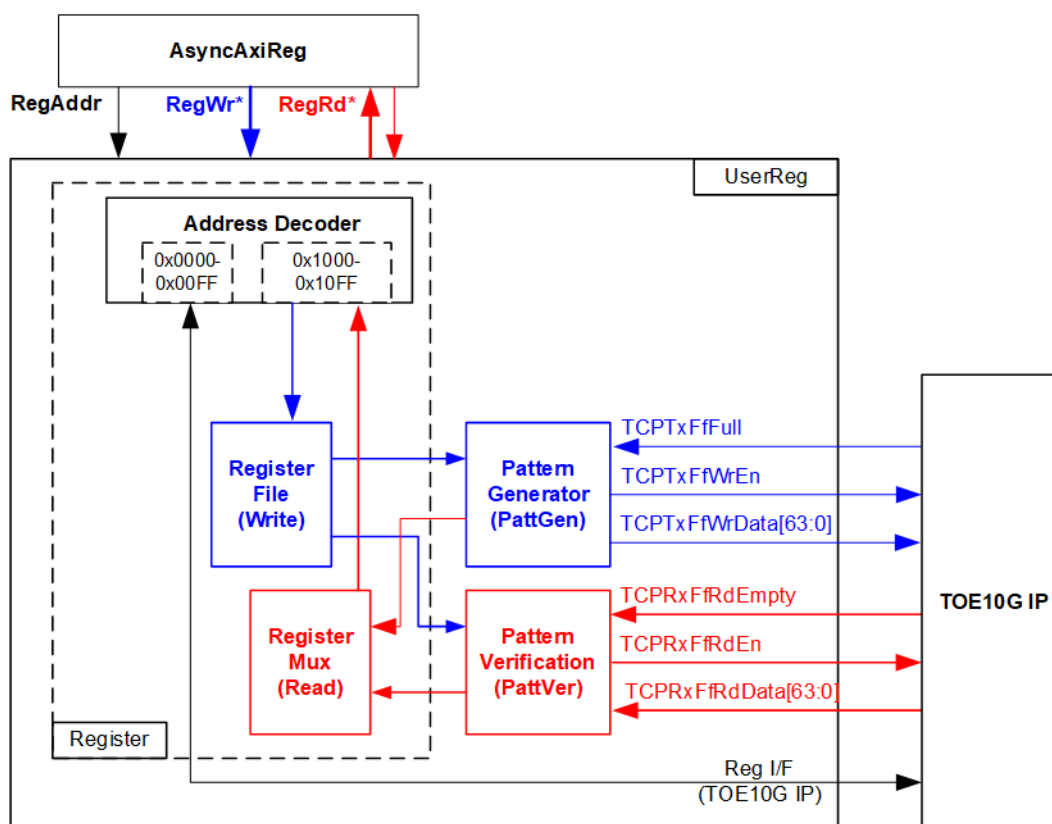 AsyncAxiReg
RegAddr
RegWr*
RegRd*
UserReg
Address Decoder
0x0000-
0x00FF
0x1000-
0x10FF
Register
File
(Write)
Pattern
Generator
(PattGen)
TCPTxFfFull
TCPTxFfWrEn
TCPTxFfWrData[63:0]
Register
Mux
(Read)
Pattern
Verification
(PattVer)
TCPRxFfRdEmpty
TCPRxFfRdEn
TCPRxFfRdData[63:0]
TOE10G IP
Register
Reg I/F
(TOE10G IP)